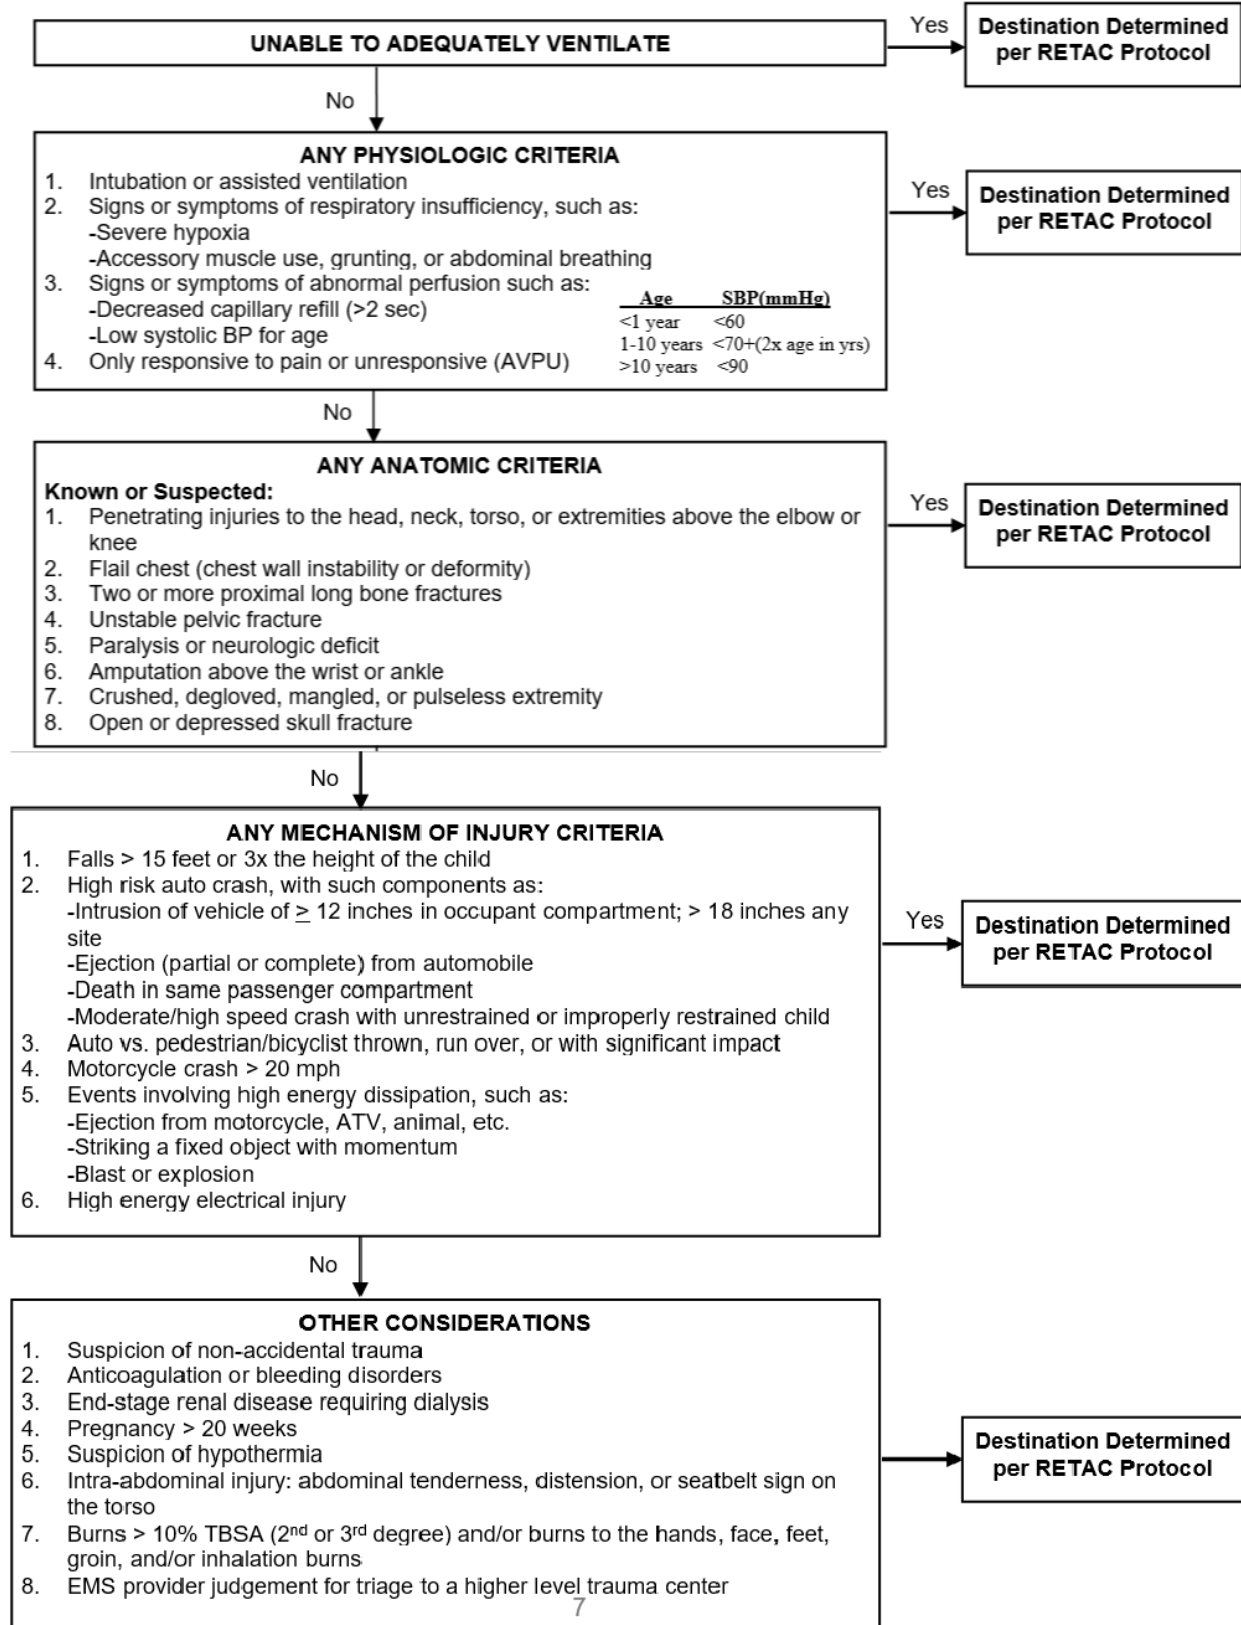 UNABLE TO ADEQUATELY VENTILATE
Yes
Destination Determined
per RETAC Protocol
No
ANY PHYSIOLOGIC CRITERIA
1. Intubation or assisted ventilation
2. Signs or symptoms of respiratory insufficiency, such as:
-Severe hypoxia
-Accessory muscle use, grunting, or abdominal breathing
3. Signs or symptoms of abnormal perfusion such as:
-Decreased capillary refill (>2 sec)
-Low systolic BP for age
4. Only responsive to pain or unresponsive (AVPU)
Age SBP(mmHg)
<1 year <60
1-10 years <70+(2x age in yrs)
>10 years <90
Yes
Destination Determined
per RETAC Protocol
No
ANY ANATOMIC CRITERIA
Known or Suspected:
1. Penetrating injuries to the head, neck, torso, or extremities above the elbow or
knee
2. Flail chest (chest wall instability or deformity)
3. Two or more proximal long bone fractures
4. Unstable pelvic fracture
5. Paralysis or neurologic deficit
6. Amputation above the wrist or ankle
7. Crushed, degloved, mangled, or pulseless extremity
8. Open or depressed skull fracture
Yes
Destination Determined
per RETAC Protocol
No
ANY MECHANISM OF INJURY CRITERIA
1. Falls > 15 feet or 3x the height of the child
2. High risk auto crash, with such components as:
-Intrusion of vehicle of ≥ 12 inches in occupant compartment; > 18 inches any
site
-Ejection (partial or complete) from automobile
-Death in same passenger compartment
-Moderate/high speed crash with unrestrained or improperly restrained child
3. Auto vs. pedestrian/bicyclist thrown, run over, or with significant impact
4. Motorcycle crash > 20 mph
5. Events involving high energy dissipation, such as:
-Ejection from motorcycle, ATV, animal, etc.
-Striking a fixed object with momentum
-Blast or explosion
6. High energy electrical injury
Yes
Destination Determined
per RETAC Protocol
No
OTHER CONSIDERATIONS
1. Suspicion of non-accidental trauma
2. Anticoagulation or bleeding disorders
3. End-stage renal disease requiring dialysis
4. Pregnancy > 20 weeks
5. Suspicion of hypothermia
6. Intra-abdominal injury: abdominal tenderness, distension, or seatbelt sign on
the torso
7. Burns > 10% TBSA (2nd or 3rd degree) and/or burns to the hands, face, feet,
groin, and/or inhalation burns
8. EMS provider judgement for triage to a higher level trauma center
Destination Determined
per RETAC Protocol
7